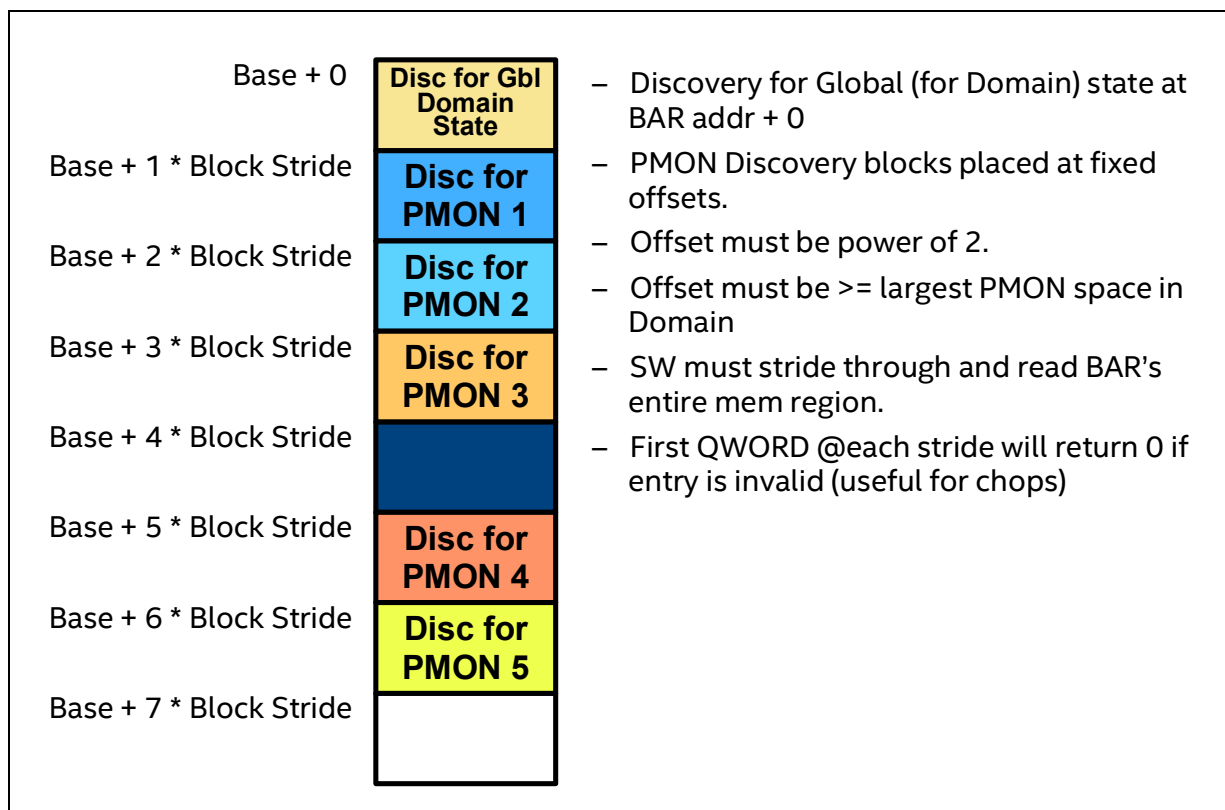 Base + 0
Disc for Gbl
Domain
State
Base + 1 * Block Stride
Disc for
PMON 1
Base + 2 * Block Stride
Disc for
PMON 2
Base + 3 * Block Stride
Disc for
PMON 3
Base + 4 * Block Stride
Base + 5 * Block Stride
Disc for
PMON 4
Base + 6 * Block Stride
Disc for
PMON 5
Base + 7 * Block Stride
– Discovery for Global (for Domain) state at
BAR addr + 0
– PMON Discovery blocks placed at fixed
offsets.
– Offset must be power of 2.
– Offset must be >= largest PMON space in
Domain
– SW must stride through and read BAR’s
entire mem region.
– First QWORD @each stride will return 0 if
entry is invalid (useful for chops)